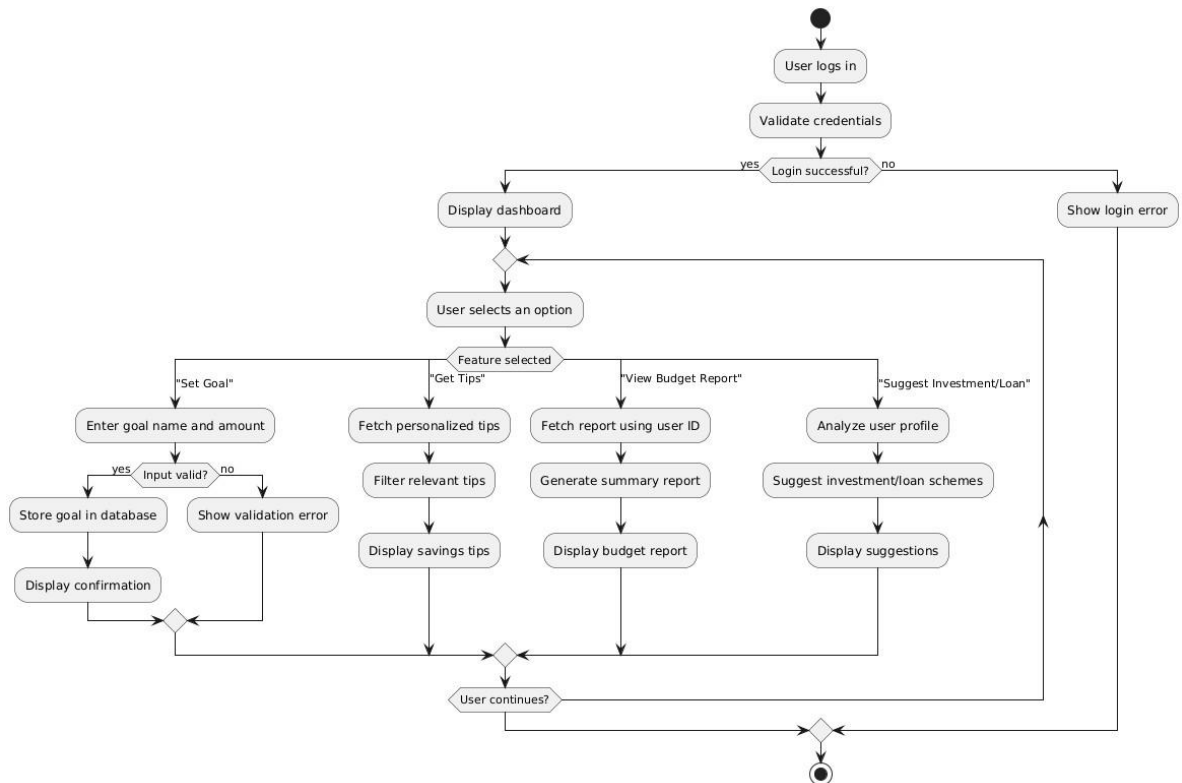 User logs in
Validate credentials
yes
Login successful?
no
Display dashboard
Show login error
User selects an option
Feature selected
"Set Goal"
"Get Tips"
"View Budget Report"
"Suggest Investment/Loan"
Enter goal name and amount
Fetch personalized tips
Fetch report using user ID
Analyze user profile
yes
Input valid?
no
Filter relevant tips
Generate summary report
Suggest investment/loan schemes
Store goal in database
Show validation error
Display savings tips
Display budget report
Display suggestions
Display confirmation
User continues?